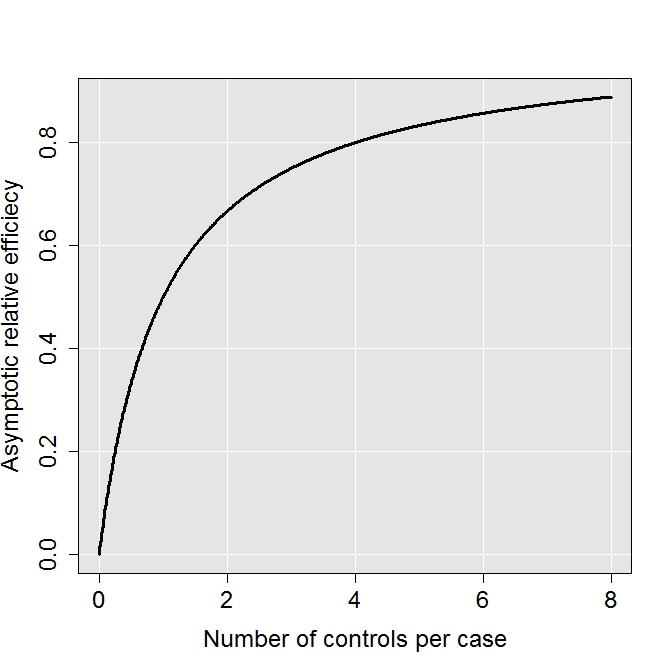 Asymptotic relative efficiecy
0.8
0.6
0.4
0.2
0.0
0 2 4 6 8
Number of controls per case